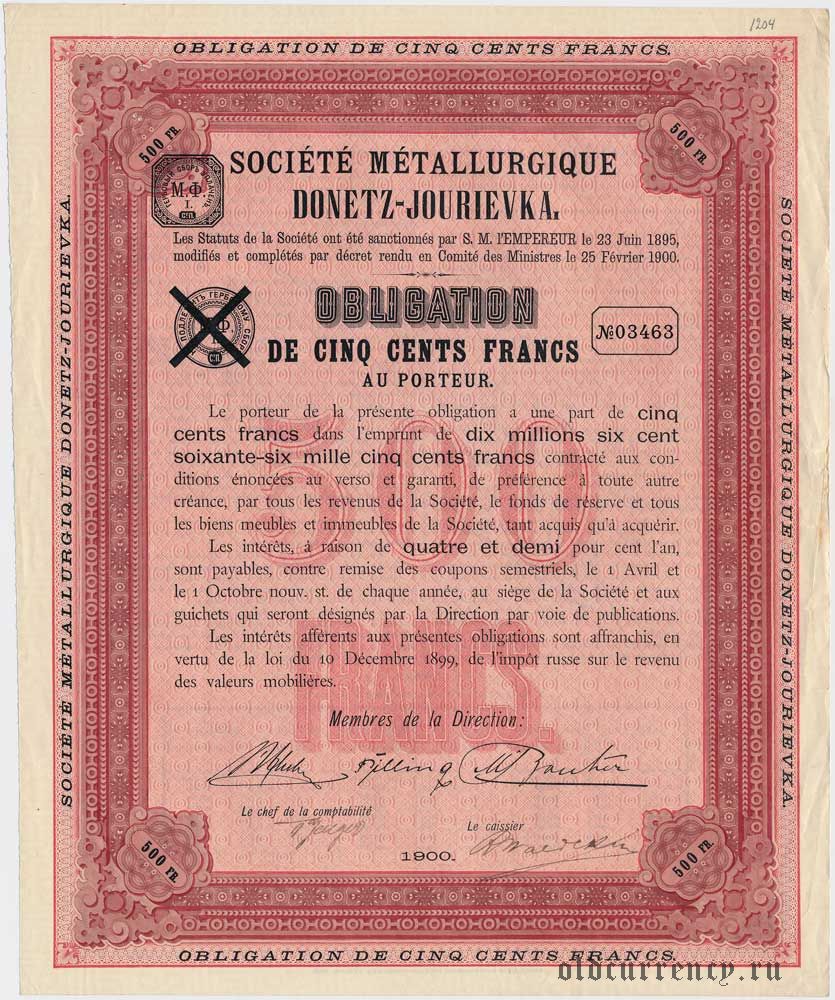 1204
OBLIGATION DE CINQ CENTS FRANCS.
500 FR.
500 FR.
SOCIÉTÉ MÉTALLURGIQUE
DONETZ-JOURIEVKA.
М.Ф.
I.
СП.
Les Statuts de la Société ont été sanctionnés par S. M. l'EMPEREUR le 23 Juin 1895,
modifiés et complétés par décret rendu en Comité des Ministres le 25 Février 1900.
OBLIGATION
№03463
DE CINQ CENTS FRANCS
AU PORTEUR.
Le porteur de la présente obligation a une part de cinq
cents francs dans l'emprunt de dix millions six cent
soixante-six mille cinq cents francs contracté aux con-
ditions énoncées au verso et garanti, de préférence à toute autre
créance, par tous les revenus de la Société, le fonds de réserve et tous
les biens meubles et immeubles de la Société, tant acquis qu'à acquérir.
Les intérêts, à raison de quatre et demi pour cent l'an,
sont payables, contre remise des coupons semestriels, le 1 Avril et
le 1 Octobre nouv. st. de chaque année, au siège de la Société et aux
guichets qui seront désignés par la Direction par voie de publications.
Les intérêts afférents aux présentes obligations sont affranchis, en
vertu de la loi du 10 Décembre 1899, de l'impôt russe sur le revenu
des valeurs mobilières.
500
FRANCS.
Membres de la Direction:
Le chef de la comptabilité
Le caissier
1900.
500 FR.
500 FR.
OBLIGATION DE CINQ CENTS FRANCS.
SOCIÉTÉ MÉTALLURGIQUE DONETZ-JOURIEVKA.
SOCIÉTÉ MÉTALLURGIQUE DONETZ-JOURIEVKA.
oldcurrency.ru